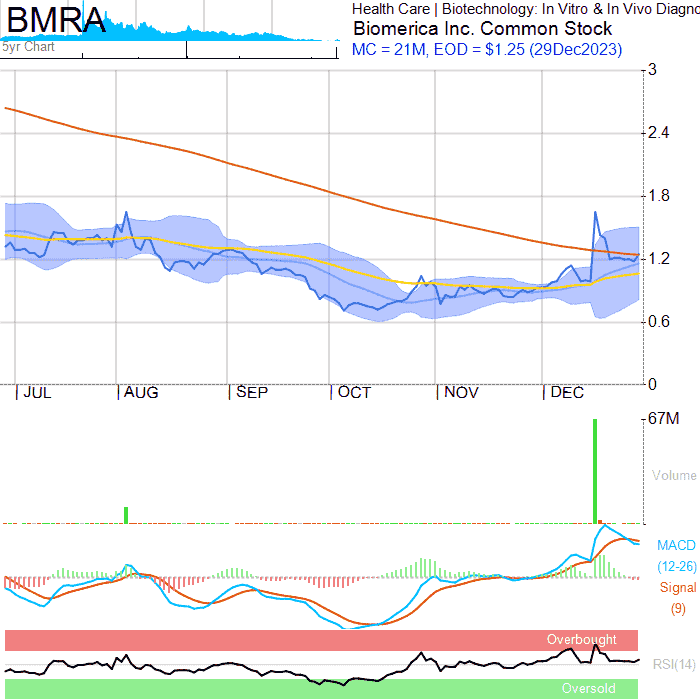 BMRA
Health Care | Biotechnology: In Vitro & In Vivo Diagno
Biomerica Inc. Common Stock
MC = 21M, EOD = $1.25 (29Dec2023)
5yr Chart
3
2.4
1.8
1.2
0.6
0
JUL AUG SEP OCT NOV DEC
67M
Volume
MACD
(12-26)
Signal
(9)
Overbought
RSI(14)
Oversold